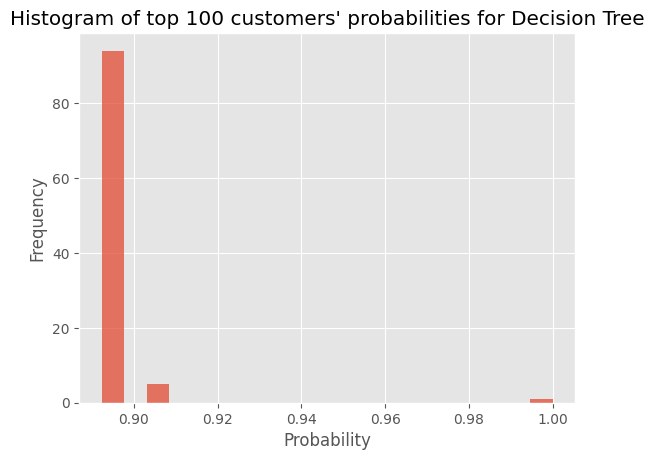 Histogram of top 100 customers' probabilities for Decision Tree
Frequency
80
60
40
20
0
0.90 0.92 0.94 0.96 0.98 1.00
Probability